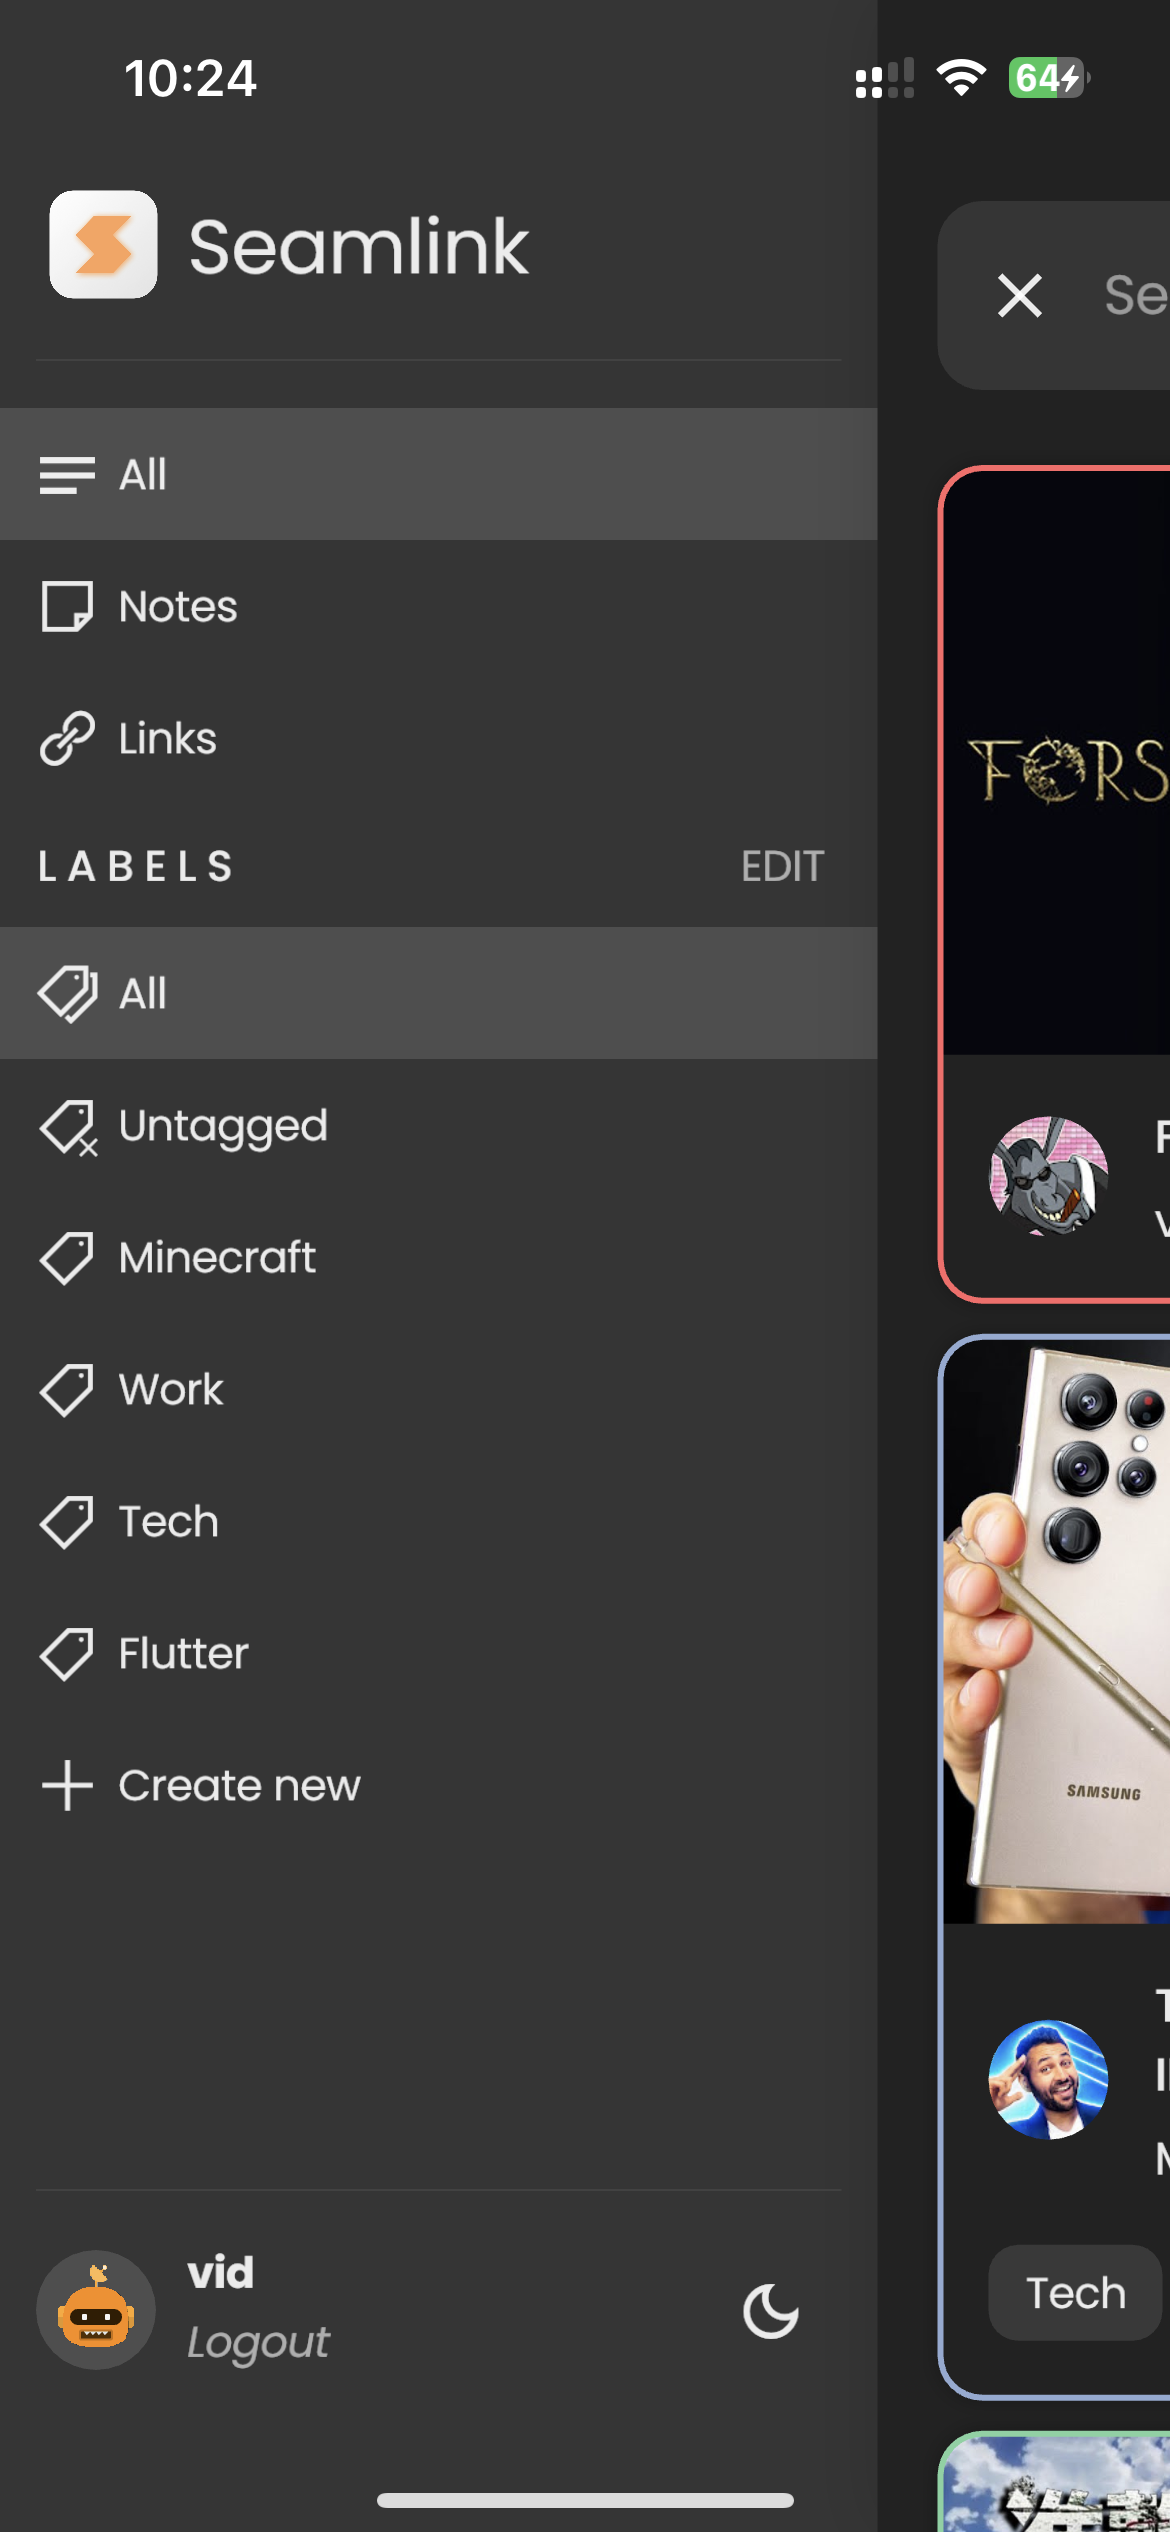 10:24
64
Seamlink
Se
All
Notes
Links
LABELS
EDIT
All
Untagged
Minecraft
Work
Tech
Flutter
Create new
vid
Logout
FORS
F
v
SAMSUNG
T
M
Tech